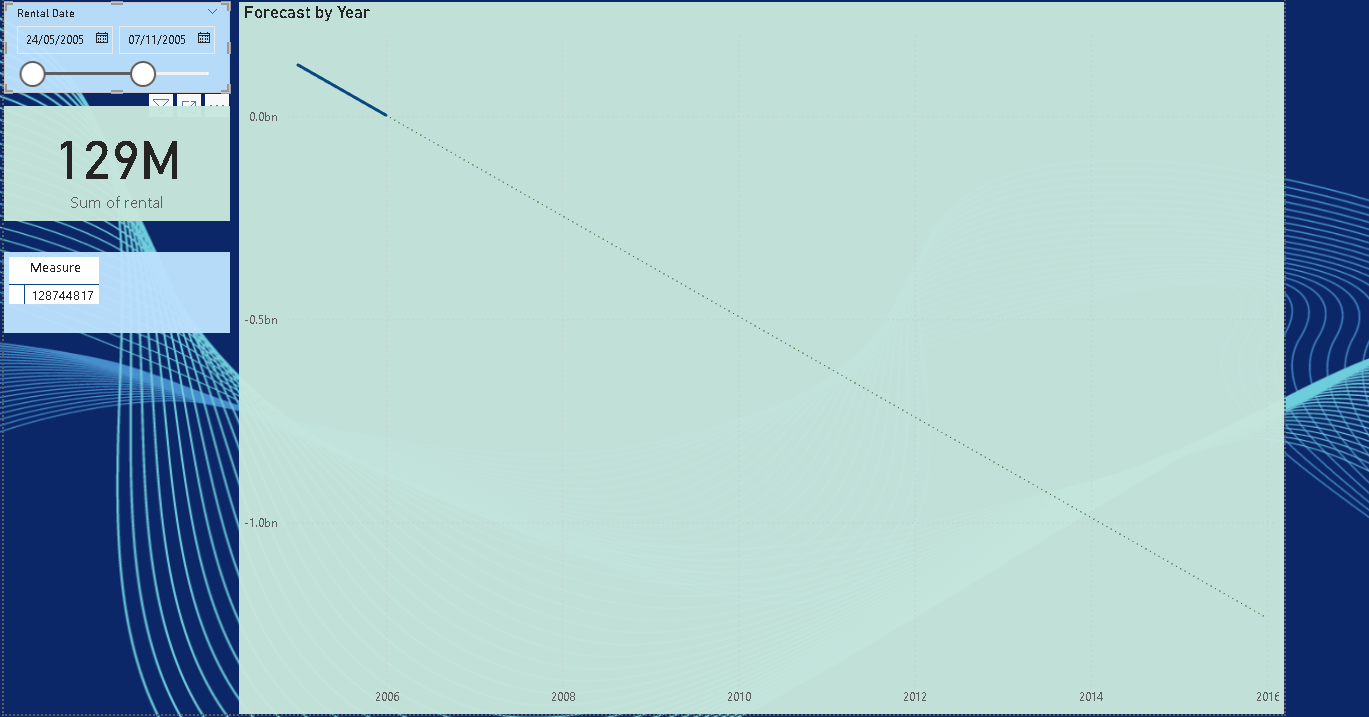 Rental Date
24/05/2005 07/11/2005
129M
Sum of rental
Measure
128744817
Forecast by Year
0.0bn
-0.5bn
-1.0bn
2006 2008 2010 2012 2014 2016